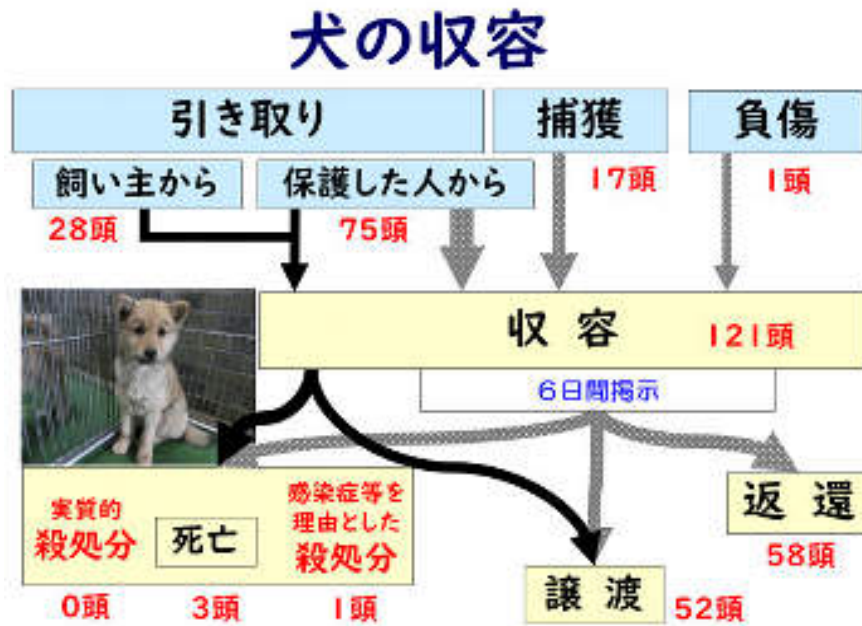 犬の収容
引き取り
捕獲
負傷
飼い主から
保護した人から
28頭
75頭
17頭
1頭
収 容
121頭
6日間掲示
実質的
殺処分
死亡
感染症等を
理由とした
殺処分
返 還
58頭
0頭
3頭
1頭
譲 渡
52頭